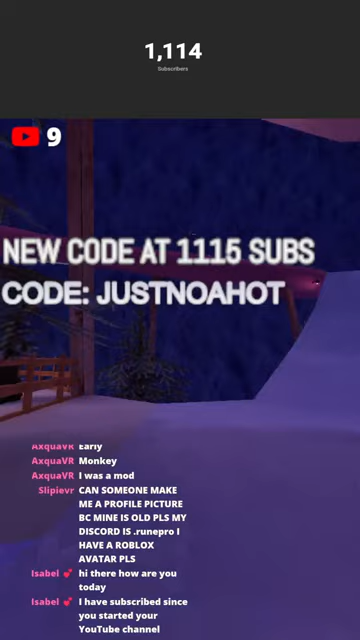 1,114
Subscribers
9
NEW CODE AT 1115 SUBS
CODE: JUSTNOAHOT
AxquaVR Early
AxquaVR Monkey
AxquaVR I was a mod
Slipievr CAN SOMEONE MAKE
ME A PROFILE PICTURE
BC MINE IS OLD PLS MY
DISCORD IS .runepro I
HAVE A ROBLOX
AVATAR PLS
Isabel 💕 hi there how are you
today
Isabel 💕 I have subscribed since
you started your
YouTube channel